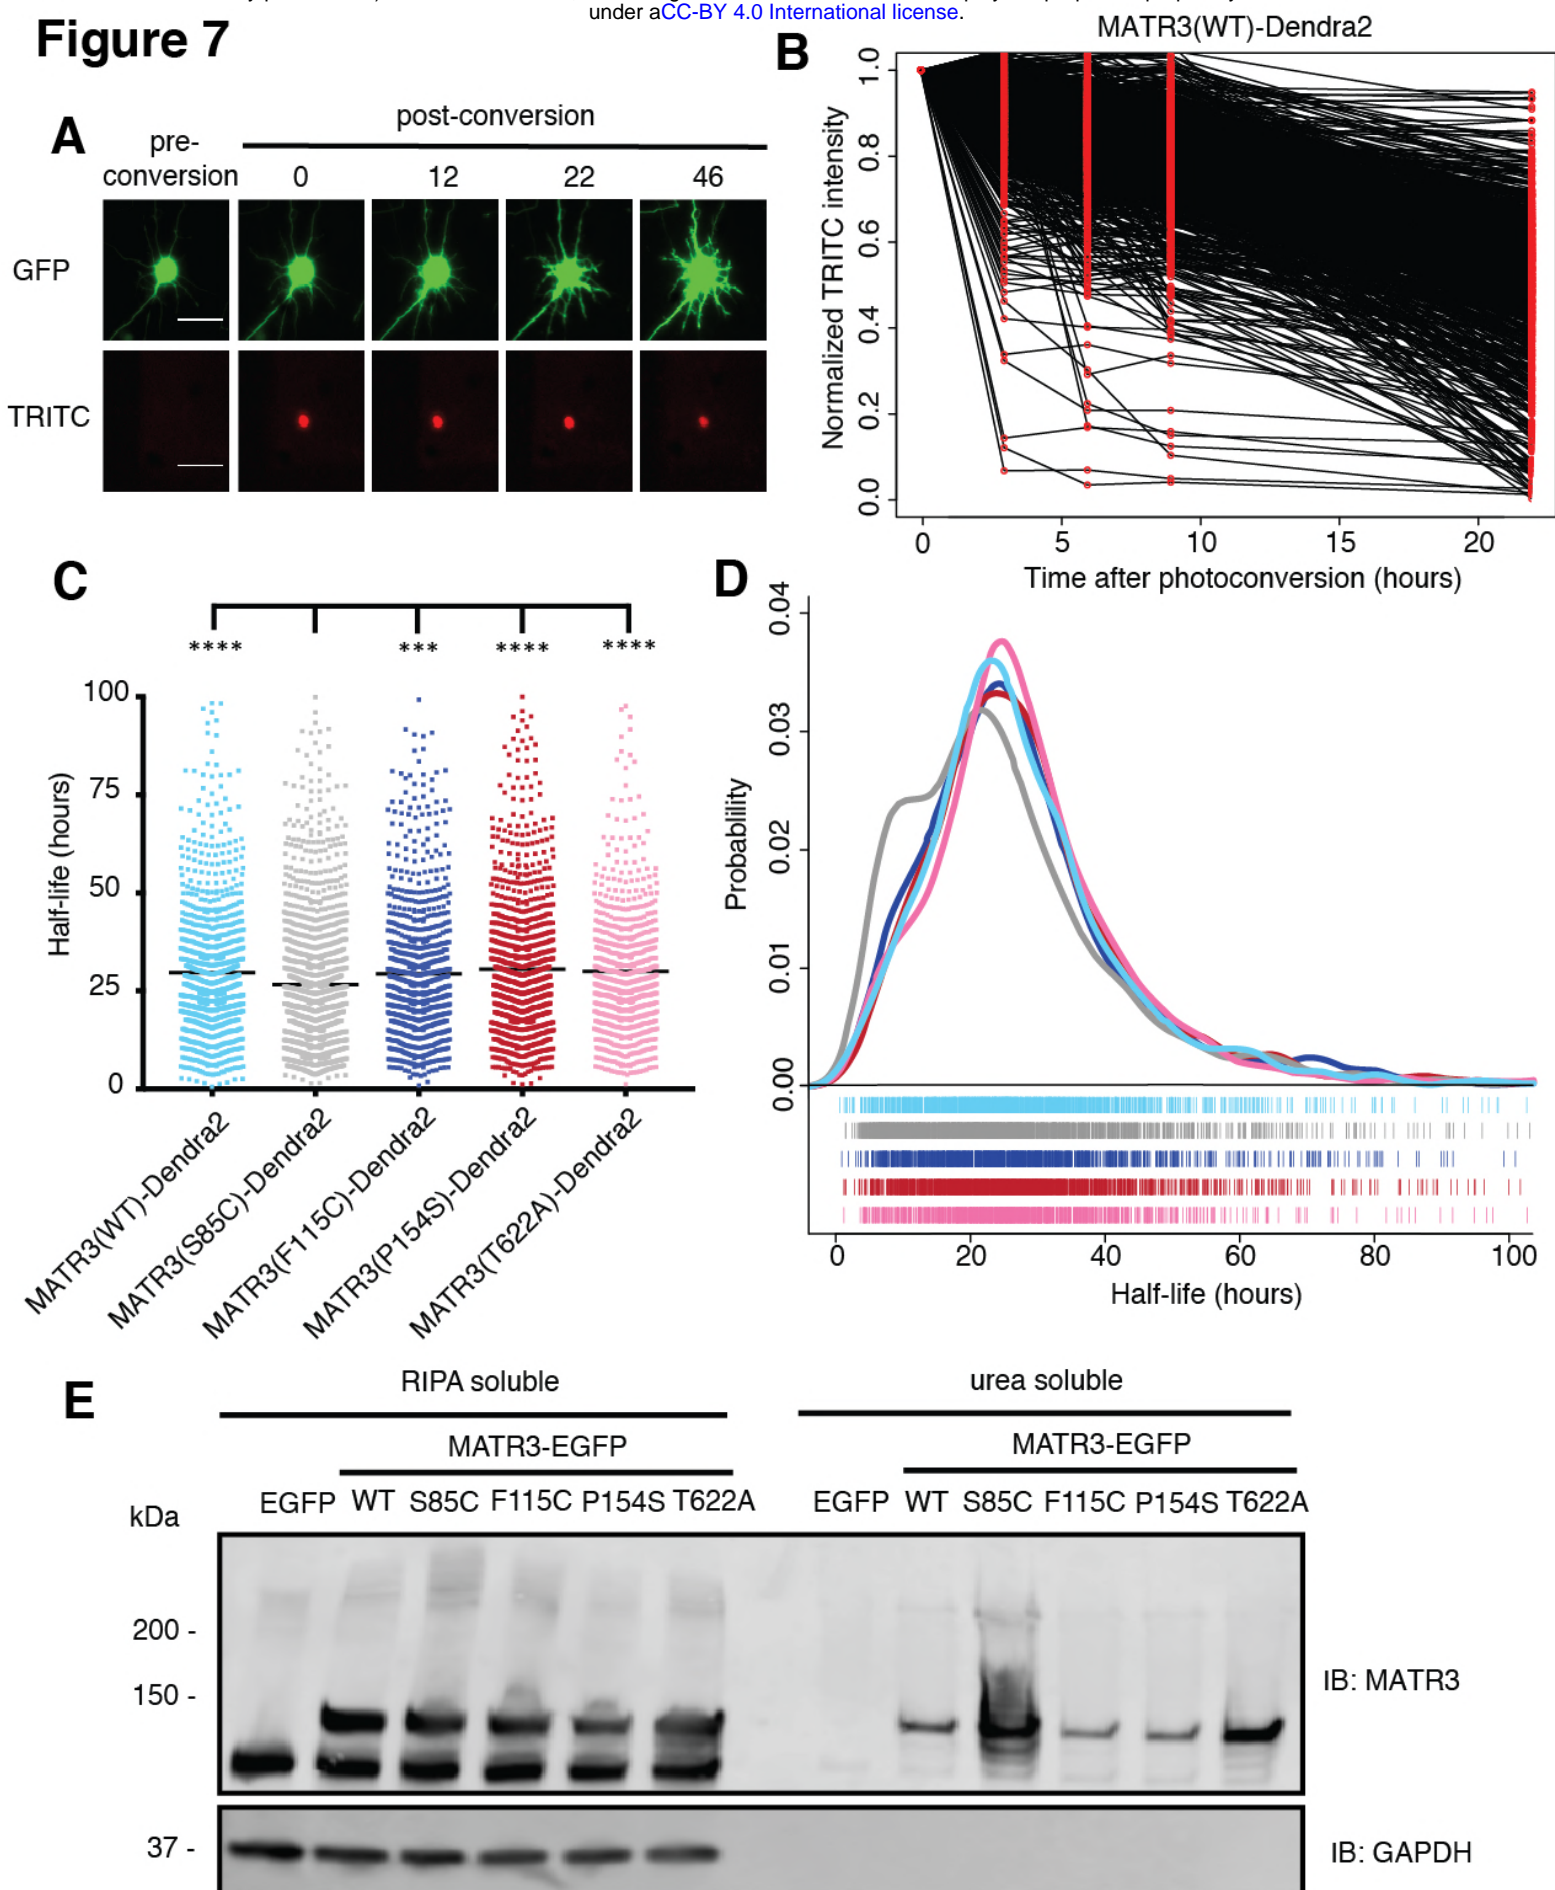 under aCC-BY 4.0 International license.
Figure 7
A
pre-
conversion
post-conversion
0 12 22 46
GFP
TRITC
B
MATR3(WT)-Dendra2
Normalized TRITC intensity
1.0
0.8
0.6
0.4
0.2
0.0
0 5 10 15 20
Time after photoconversion (hours)
C
**** *** **** ****
Half-life (hours)
100
75
50
25
0
MATR3(WT)-Dendra2
MATR3(S85C)-Dendra2
MATR3(F115C)-Dendra2
MATR3(P154S)-Dendra2
MATR3(T622A)-Dendra2
D
Probablility
0.04
0.03
0.02
0.01
0.00
0 20 40 60 80 100
Half-life (hours)
E
RIPA soluble
urea soluble
MATR3-EGFP
MATR3-EGFP
kDa
EGFP WT S85C F115C P154S T622A
EGFP WT S85C F115C P154S T622A
200 -
150 -
IB: MATR3
37 -
IB: GAPDH